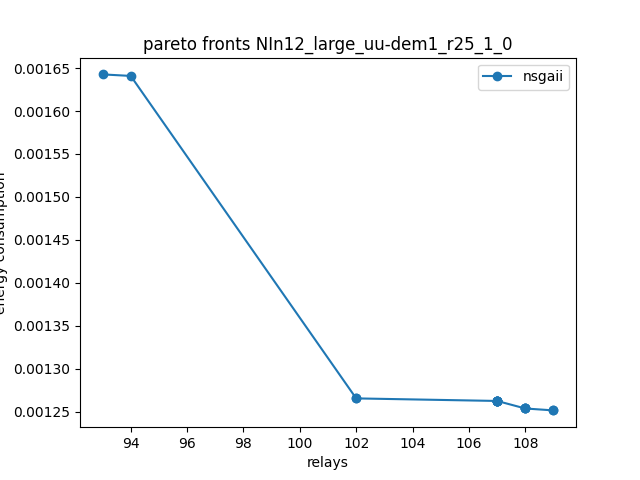 pareto fronts NIn12_large_uu-dem1_r25_1_0
nsgaii
0.00165
0.00160
0.00155
0.00150
0.00145
0.00140
0.00135
0.00130
0.00125
energy consumption
94 96 98 100 102 104 106 108
relays